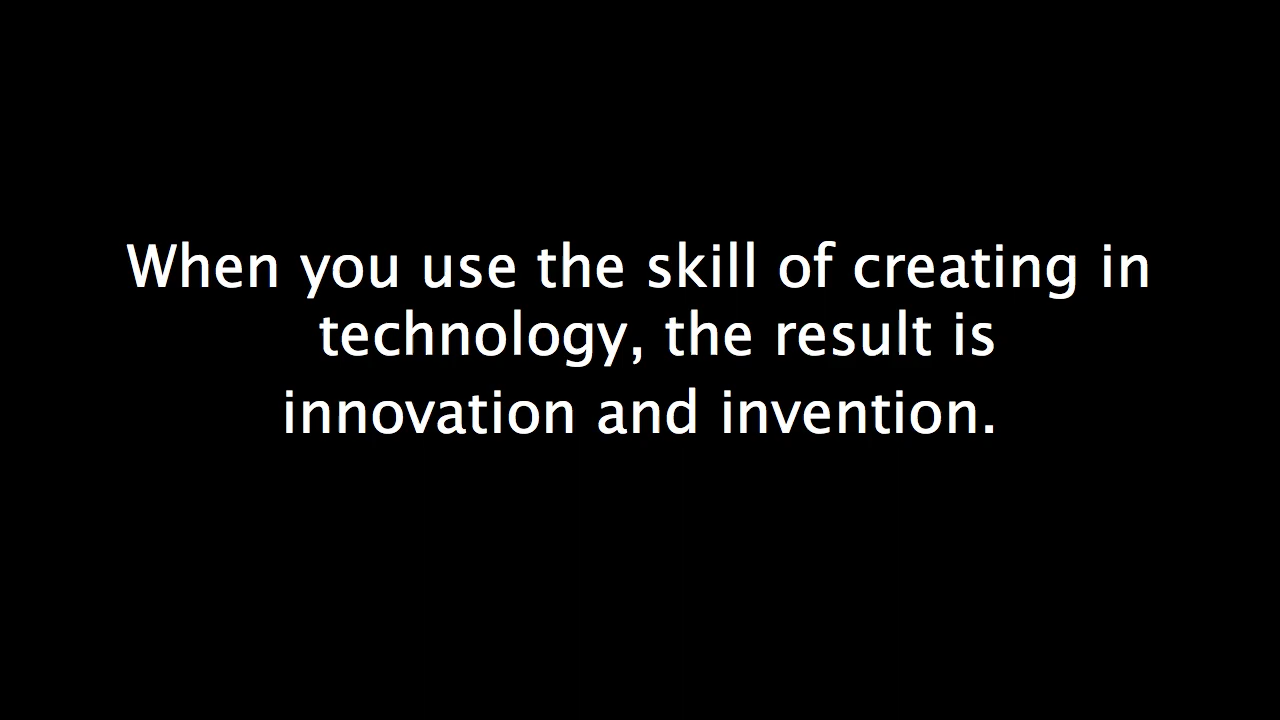 When you use the skill of creating in
technology, the result is
innovation and invention.